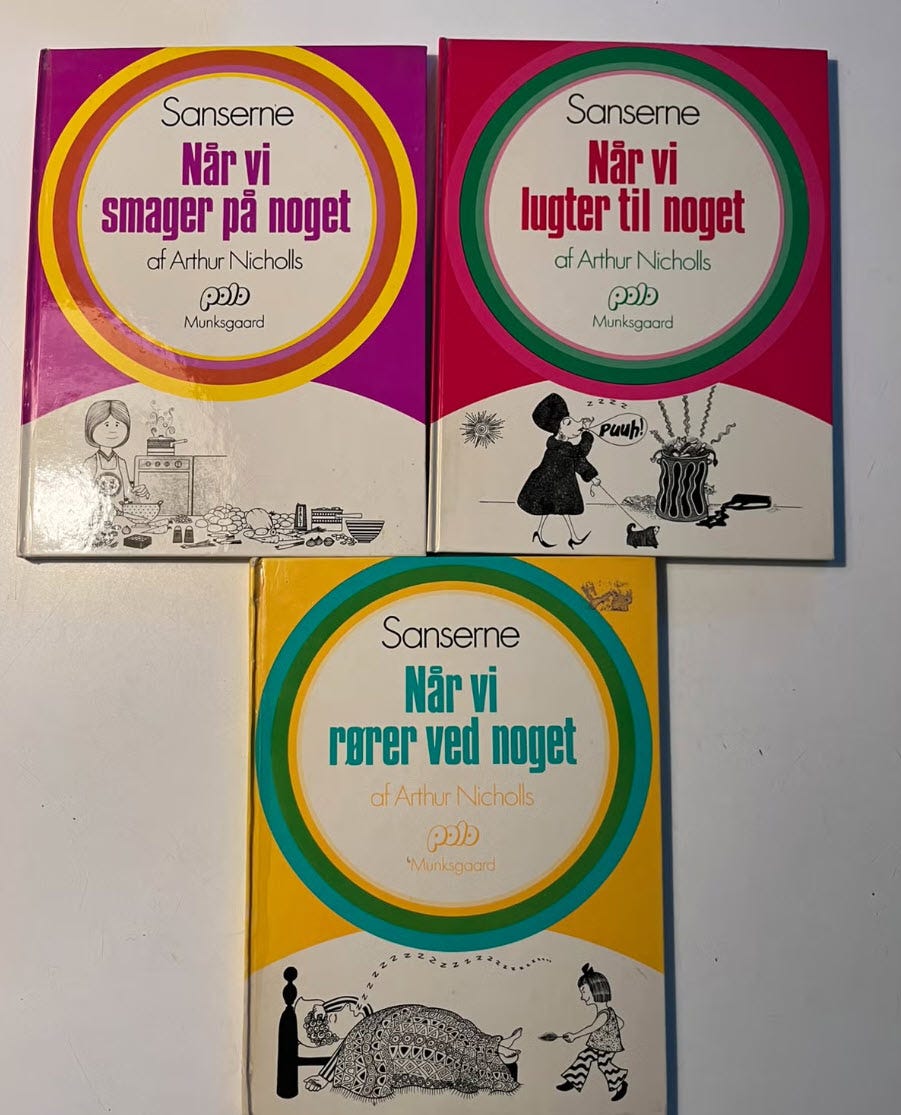 Sanserne
Når vi
smager på noget
af Arthur Nicholls
polo
Munksgaard
Sanserne
Når vi
lugter til noget
af Arthur Nicholls
polo
Munksgaard
zzzz
puuh!
Sanserne
Når vi
rører ved noget
af Arthur Nicholls
polo
Munksgaard